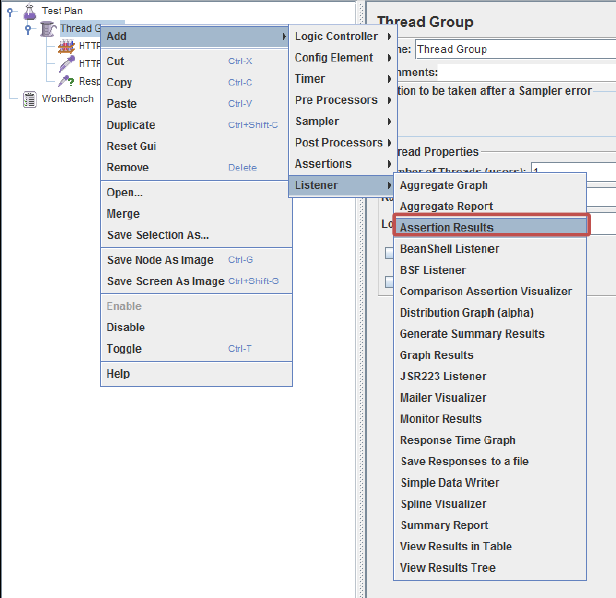 Test Plan
Thread G
HTTP
HTTP
Resp
WorkBench
Add
Cut Ctrl-X
Copy Ctrl-C
Paste Ctrl-V
Duplicate Ctrl+Shift-C
Reset Gui
Remove Delete
Open...
Merge
Save Selection As...
Save Node As Image Ctrl-G
Save Screen As Image Ctrl+Shift-G
Enable
Disable
Toggle Ctrl-T
Help
Logic Controller
Config Element
Timer
Pre Processors
Sampler
Post Processors
Assertions
Listener
Thread Group
me: Thread Group
mments:
tion to be taken after a Sampler error
read Properties
mber of Threads (users): 1
Lo
Aggregate Graph
Aggregate Report
Assertion Results
BeanShell Listener
BSF Listener
Comparison Assertion Visualizer
Distribution Graph (alpha)
Generate Summary Results
Graph Results
JSR223 Listener
Mailer Visualizer
Monitor Results
Response Time Graph
Save Responses to a file
Simple Data Writer
Spline Visualizer
Summary Report
View Results in Table
View Results Tree